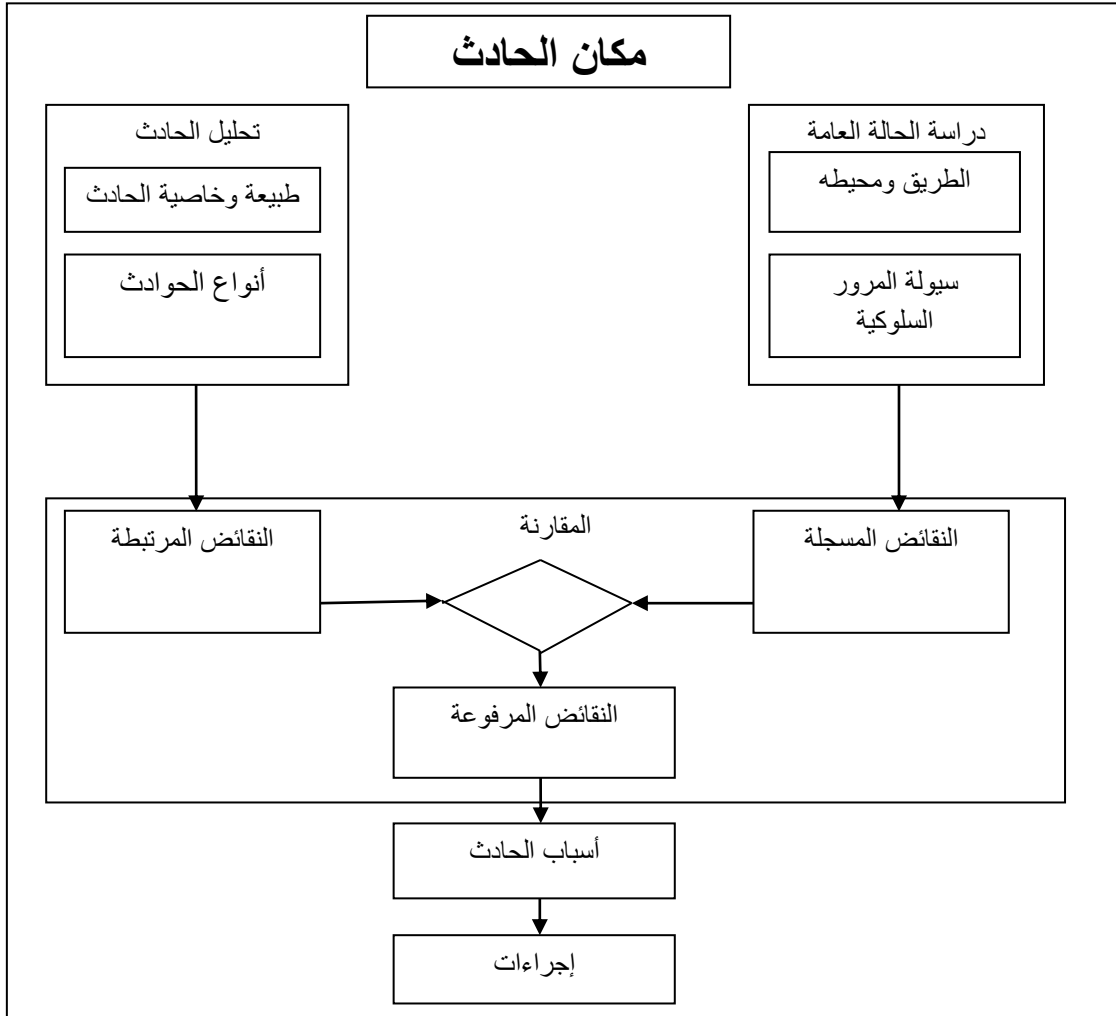 مكان الحادث
دراسة الحالة العامة
الطريق ومحيطه
سيولة المرور
السلوكية
تحليل الحادث
طبيعة وخاصية الحادث
أنواع الحوادث
المقارنة
النقائض المسجلة
النقائض المرتبطة
النقائض المرفوعة
أسباب الحادث
إجراءات